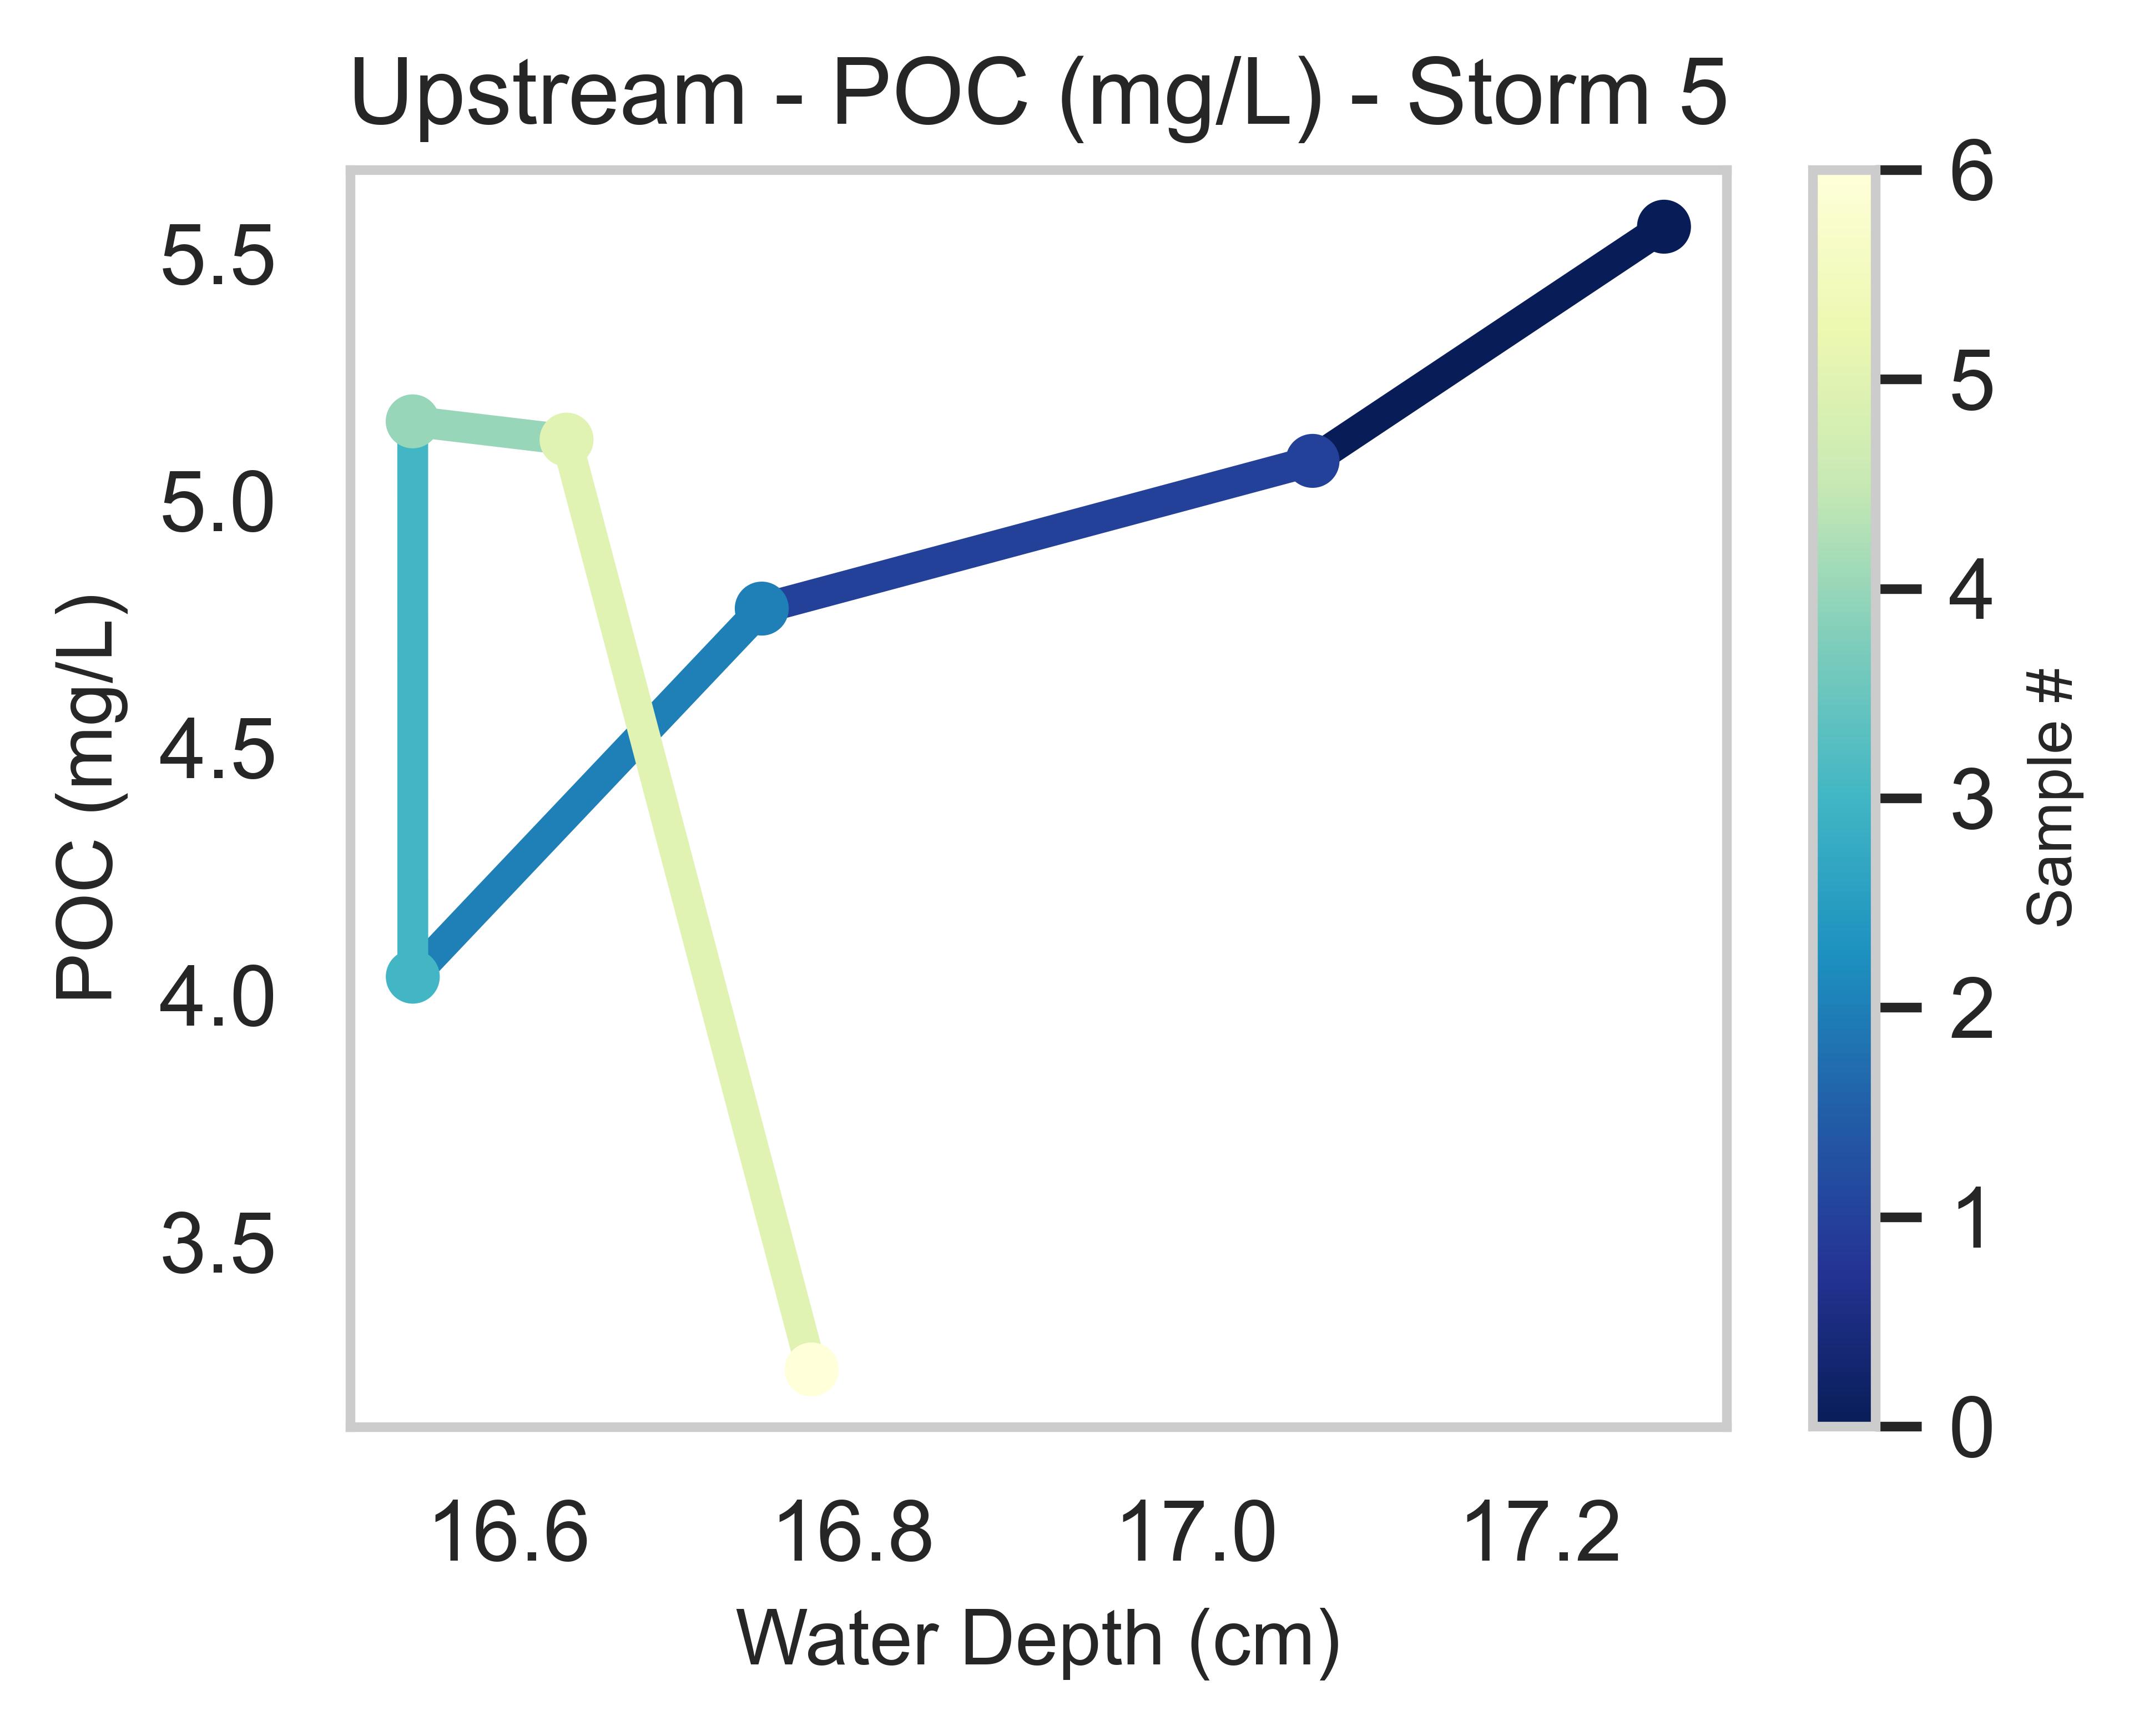 Upstream - POC (mg/L) - Storm 5
POC (mg/L)
5.5
5.0
4.5
4.0
3.5
16.6 16.8 17.0 17.2
Water Depth (cm)
6
5
4
3
2
1
0
Sample #